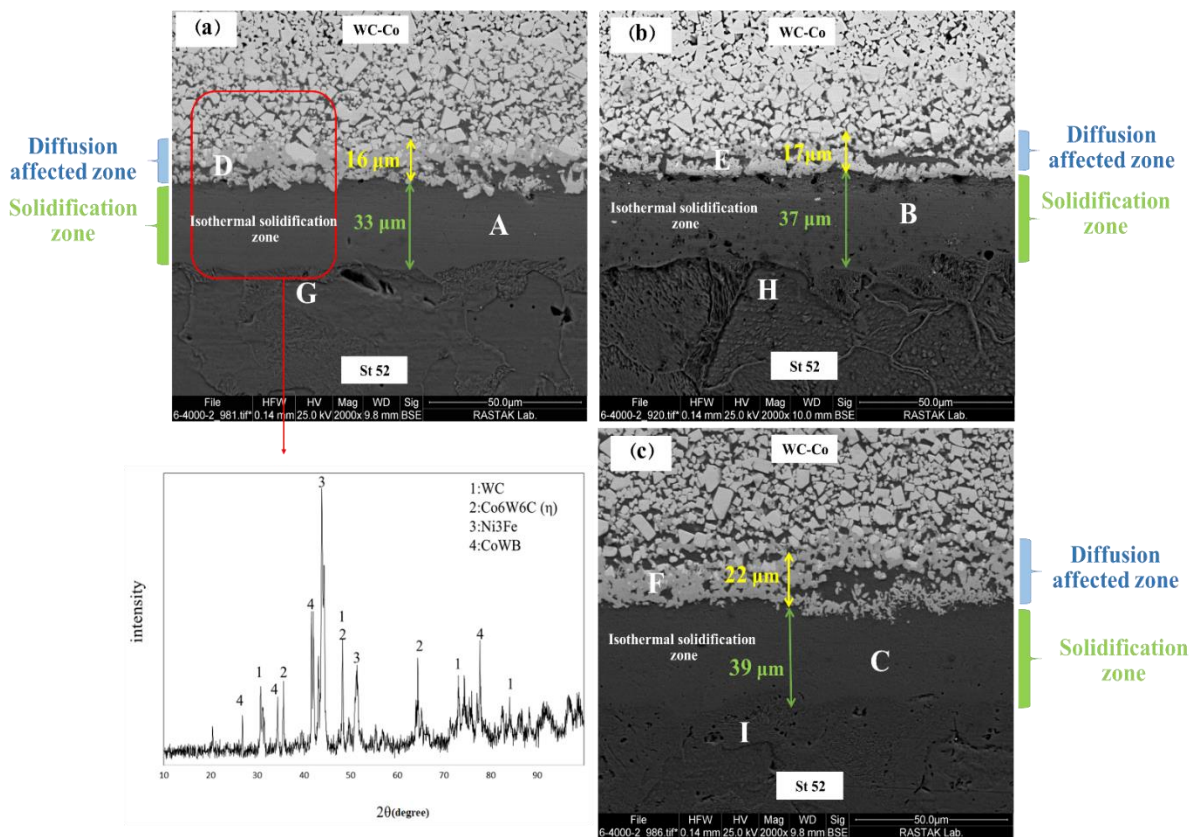 (a)
WC-Co
Diffusion
affected zone
D
16 µm
Solidification
zone
Isothermal solidification
zone
33 µm
A
G
St 52
File HFW HV Mag WD Sig 50.0µm
6-4000-2_981.tif* 0.14 mm 25.0 kV 2000x 9.8 mm BSE RASTAK Lab.
(b)
WC-Co
E
17µm
Diffusion
affected zone
Isothermal solidification
zone
37 µm
B
Solidification
zone
H
St 52
File HFW HV Mag WD Sig 50.0µm
6-4000-2_920.tif* 0.14 mm 25.0 kV 2000x 10.0 mm BSE RASTAK Lab.
intensity
1:WC
2:Co6W6C (η)
3:Ni3Fe
4:CoWB
4
1
4
2
4
3
1
2
3
2
1
4
1
10 20 30 40 50 60 70 80 90
2θ(degree)
(c)
WC-Co
F
22 µm
Diffusion
affected zone
Isothermal solidification
zone
39 µm
C
Solidification
zone
I
St 52
File HFW HV Mag WD Sig 50.0µm
6-4000-2_986.tif* 0.14 mm 25.0 kV 2000x 9.8 mm BSE RASTAK Lab.